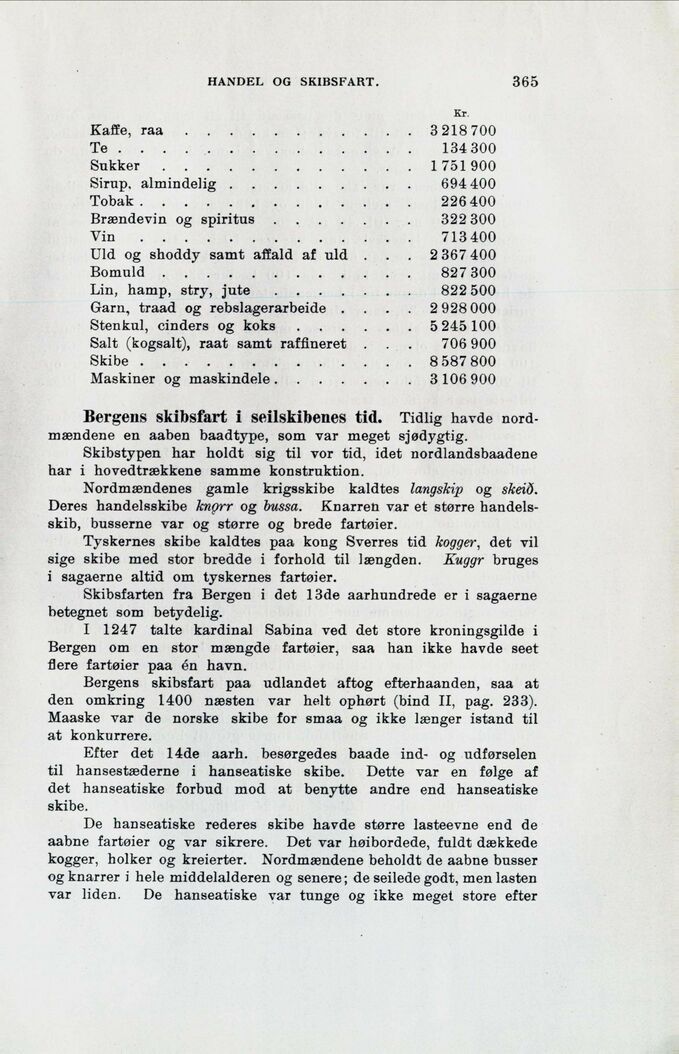 HANDEL OG SKIBSFART. 365
Kr.
Kaffe, raa . . . . . . . . . . . 3 218 700
Te . . . . . . . . . . . . . . 134 300
Sukker . . . . . . . . . . . . 1 751 900
Sirup, almindelig . . . . . . . . 694 400
Tobak . . . . . . . . . . . . . 226 400
Brændevin og spiritus . . . . . . 322 300
Vin . . . . . . . . . . . . . 713 400
Uld og shoddy samt affald af uld . . . 2 367 400
Bomuld . . . . . . . . . . . . 827 300
Lin, hamp, stry, jute . . . . . . . 822 500
Garn, traad og rebslagerarbeide . . . . 2 928 000
Stenkul, cinders og koks . . . . . . 5 245 100
Salt (kogsalt), raat samt raffineret . . . 706 900
Skibe . . . . . . . . . . . . . 8 587 800
Maskiner og maskindele . . . . . . . 3 106 900
Bergens skibsfart i seilskibenes tid. Tidlig havde nord-
mændene en aaben baadtype, som var meget sjødygtig.
Skibstypen har holdt sig til vor tid, idet nordlandsbaadene
har i hovedtrækkene samme konstruktion.
Nordmændenes gamle krigsskibe kaldtes langskip og skeið.
Deres handelsskibe knǫrr og bussa. Knarren var et større handels-
skib, busserne var og større og brede fartøier.
Tyskernes skibe kaldtes paa kong Sverres tid kogger, det vil
sige skibe med stor bredde i forhold til længden. Kuggr bruges
i sagaerne altid om tyskernes fartøier.
Skibsfarten fra Bergen i det 13de aarhundrede er i sagaerne
betegnet som betydelig.
I 1247 talte kardinal Sabina ved det store kroningsgilde i
Bergen om en stor mængde fartøier, saa han ikke havde seet
flere fartøier paa én havn.
Bergens skibsfart paa udlandet aftog efterhaanden, saa at
den omkring 1400 næsten var helt ophørt (bind II, pag. 233).
Maaske var de norske skibe for smaa og ikke længer istand til
at konkurrere.
Efter det 14de aarh. besørgedes baade ind- og udførselen
til hansestæderne i hanseatiske skibe. Dette var en følge af
det hanseatiske forbud mod at benytte andre end hanseatiske
skibe.
De hanseatiske rederes skibe havde større lasteevne end de
aabne fartøier og var sikrere. Det var høibordede, fuldt dækkede
kogger, holker og kreierter. Nordmændene beholdt de aabne busser
og knarrer i hele middelalderen og senere; de seilede godt, men lasten
var liden. De hanseatiske var tunge og ikke meget store efter